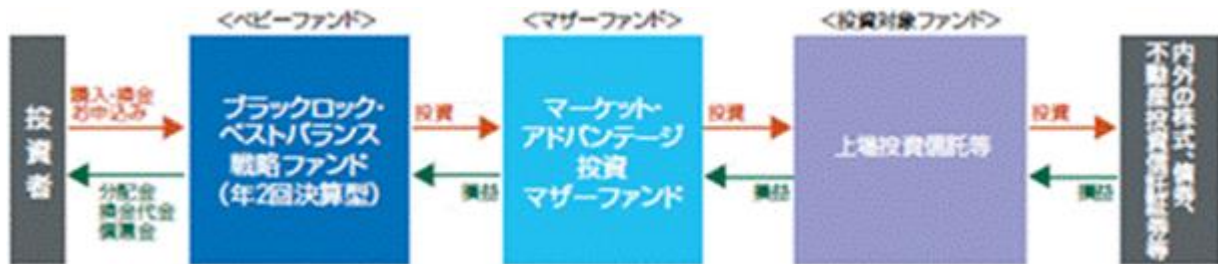 <ベビーファンド>
<マザーファンド>
<投資対象ファンド>
投資者
購入・換金
お申込み
分配金
換金代金
償還金
ブラックロック・
ベストバランス
戦略ファンド
(年2回決算型)
投資
損益
マーケット・
アドバンテージ
投資
マザーファンド
投資
損益
上場投資信託等
投資
損益
内外の株式、債券、
不動産投資信託証券等